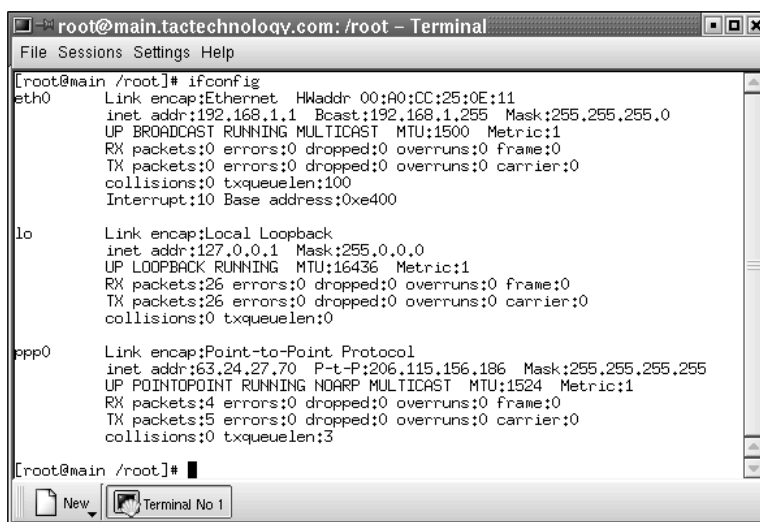 root@main.tactechnology.com: /root – Terminal
File Sessions Settings Help
[root@main /root]# ifconfig
eth0 Link encap:Ethernet HWaddr 00:A0:CC:25:0E:11
inet addr:192.168.1.1 Bcast:192.168.1.255 Mask:255.255.255.0
UP BROADCAST RUNNING MULTICAST MTU:1500 Metric:1
RX packets:0 errors:0 dropped:0 overruns:0 frame:0
TX packets:0 errors:0 dropped:0 overruns:0 carrier:0
collisions:0 txqueuelen:100
Interrupt:10 Base address:0xe400
lo Link encap:Local Loopback
inet addr:127.0.0.1 Mask:255.0.0.0
UP LOOPBACK RUNNING MTU:16436 Metric:1
RX packets:26 errors:0 dropped:0 overruns:0 frame:0
TX packets:26 errors:0 dropped:0 overruns:0 carrier:0
collisions:0 txqueuelen:0
ppp0 Link encap:Point-to-Point Protocol
inet addr:63.24.27.70 P-t-P:206.115.156.186 Mask:255.255.255.255
UP POINTOPOINT RUNNING NOARP MULTICAST MTU:1524 Metric:1
RX packets:4 errors:0 dropped:0 overruns:0 frame:0
TX packets:5 errors:0 dropped:0 overruns:0 carrier:0
collisions:0 txqueuelen:3
[root@main /root]#
New Terminal No 1